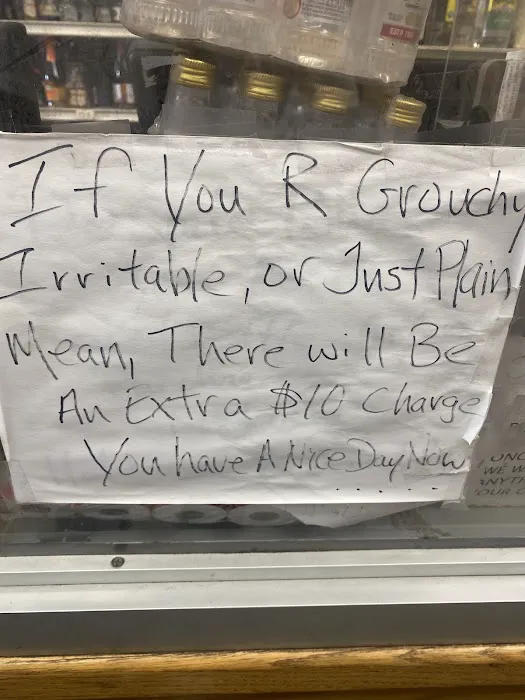 If You R Grouchy
Irritable, or Just Plain
Mean, There will Be
An Extra $10 Charge
You have A Nice Day Now
......